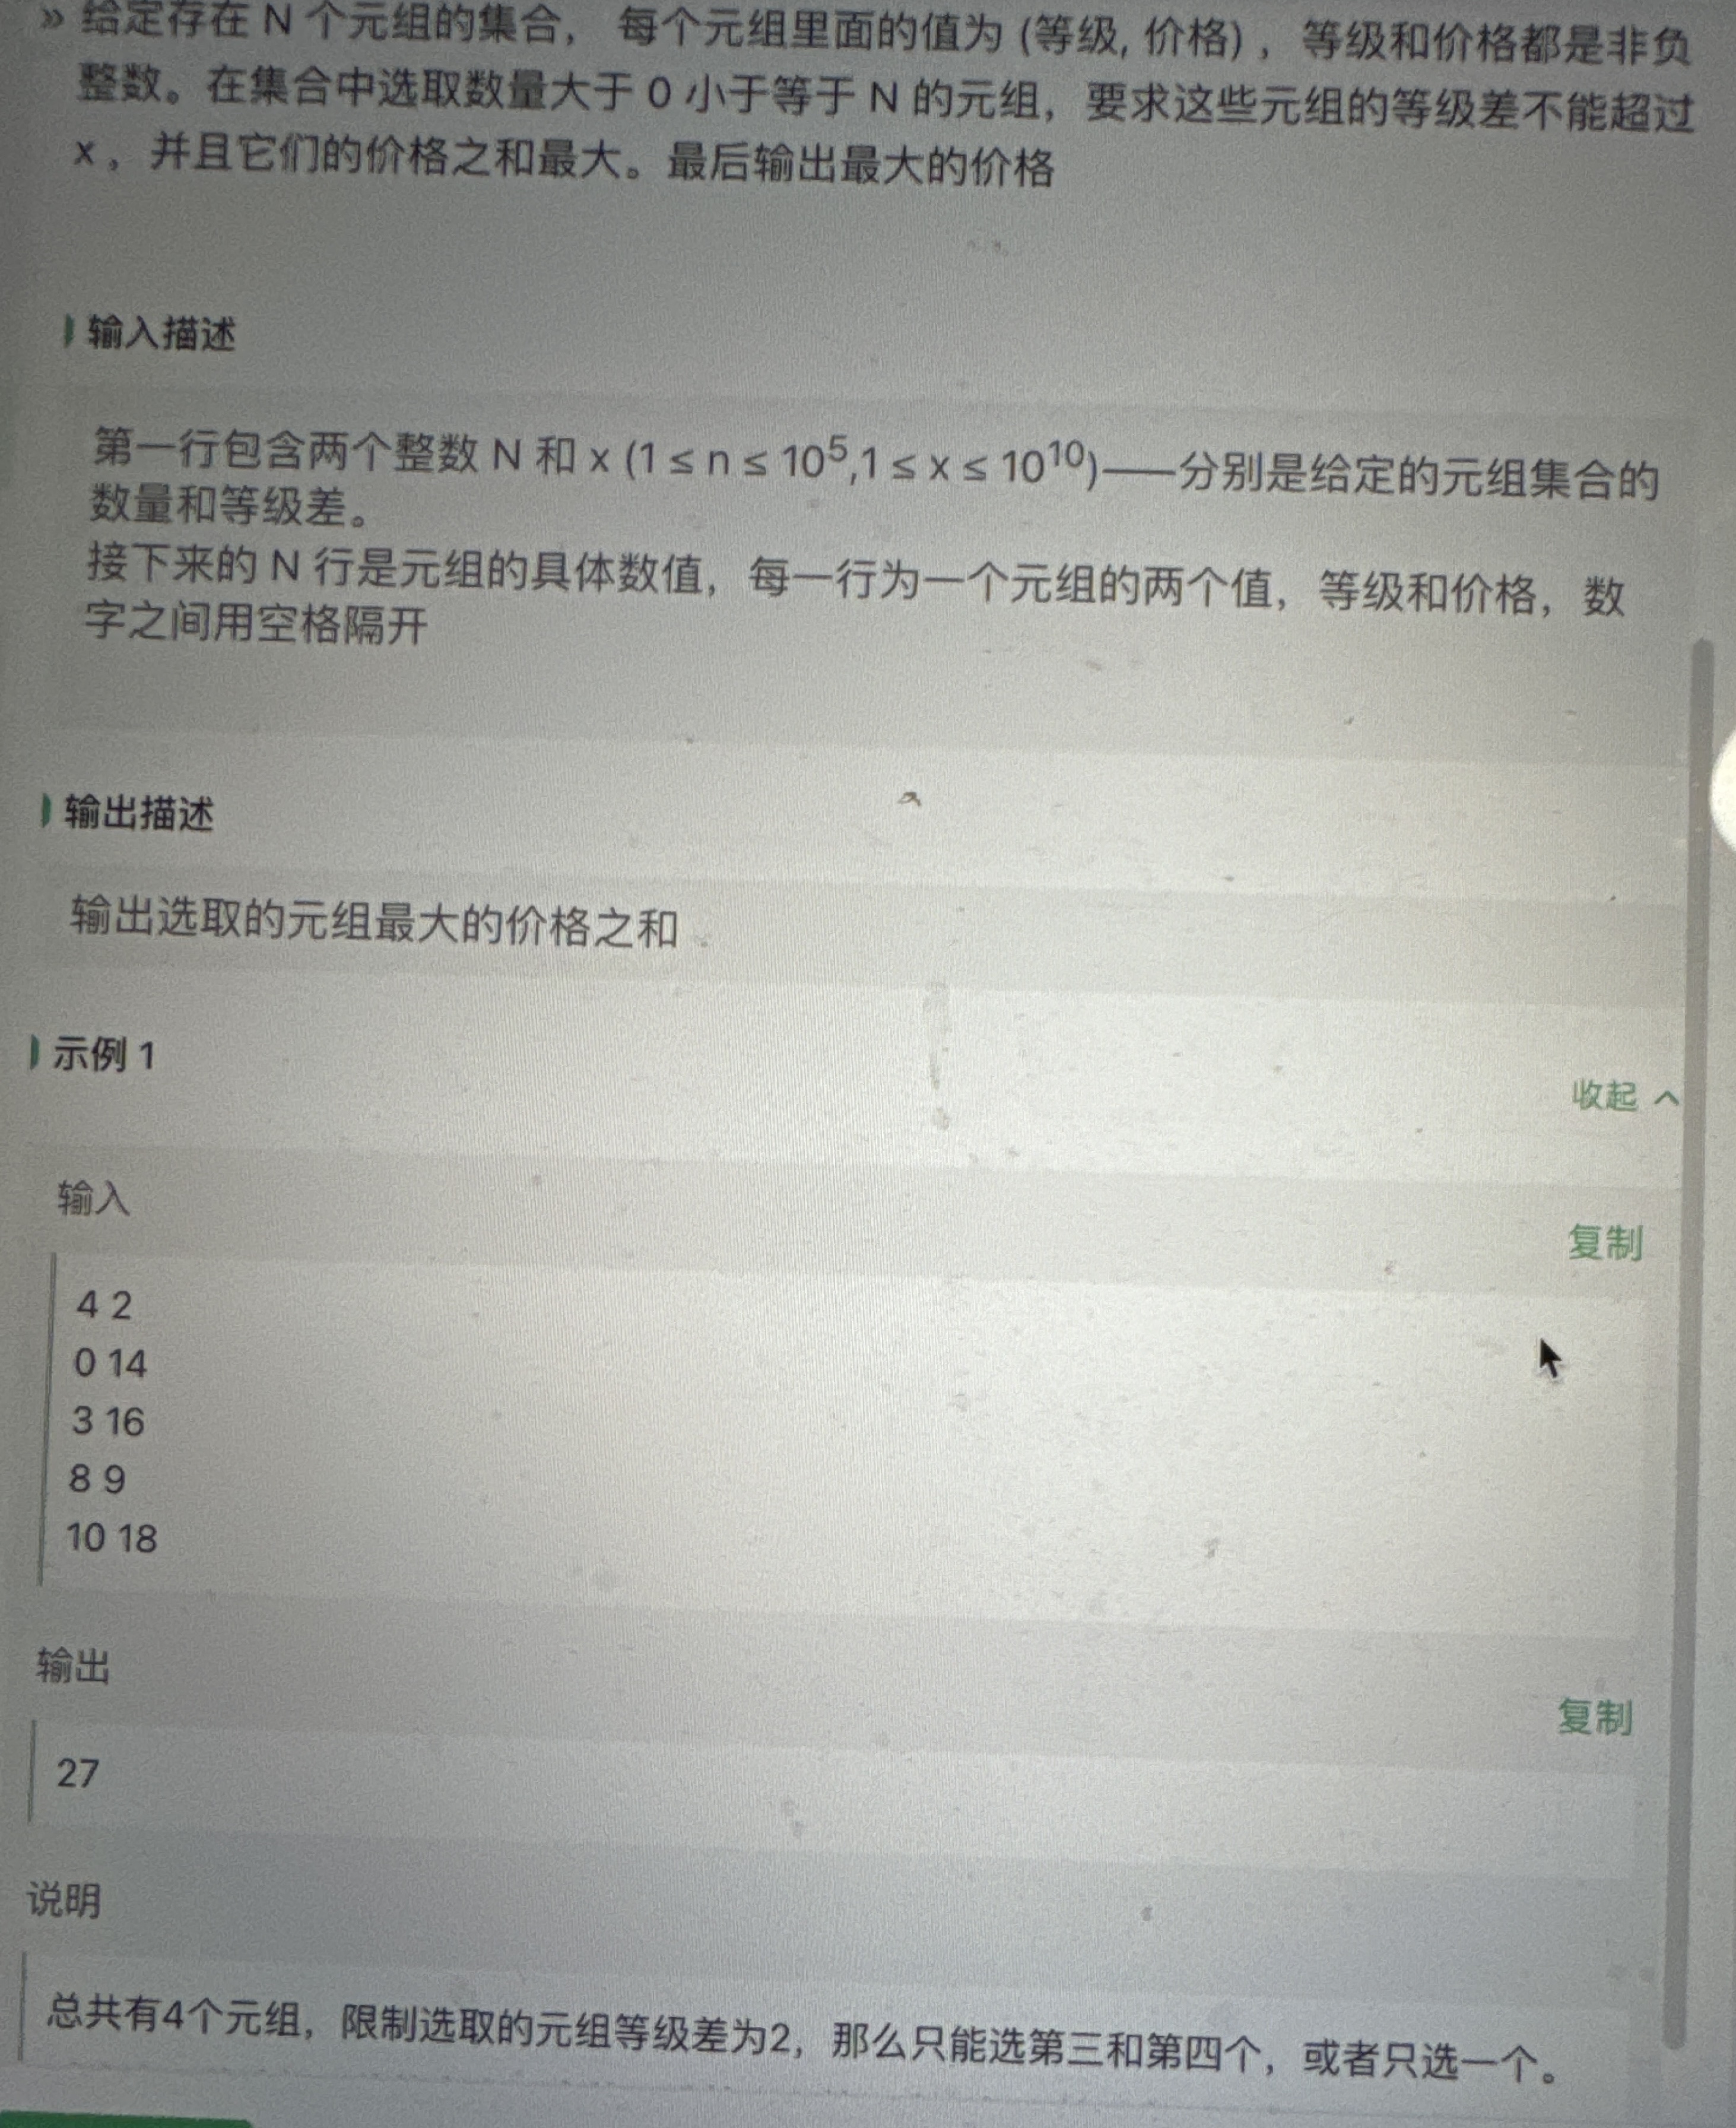 » 给定存在 N 个元组的集合，每个元组里面的值为 (等级, 价格) ，等级和价格都是非负
整数。在集合中选取数量大于 0 小于等于 N 的元组，要求这些元组的等级差不能超过
x 。并且它们的价格之和最大。最后输出最大的价格
输入描述
第一行包含两个整数 N 和 x (1 ≤ n ≤ 10⁵,1 ≤ x ≤ 10¹⁰)——分别是给定的元组集合的
数量和等级差。
接下来的 N 行是元组的具体数值，每一行为一个元组的两个值，等级和价格，数
字之间用空格隔开
输出描述
输出选取的元组最大的价格之和
示例 1
收起 ^
输入
复制
4 2
0 14
3 16
8 9
10 18
输出
复制
27
说明
总共有4个元组，限制选取的元组等级差为2，那么只能选第三和第四个，或者只选一个。